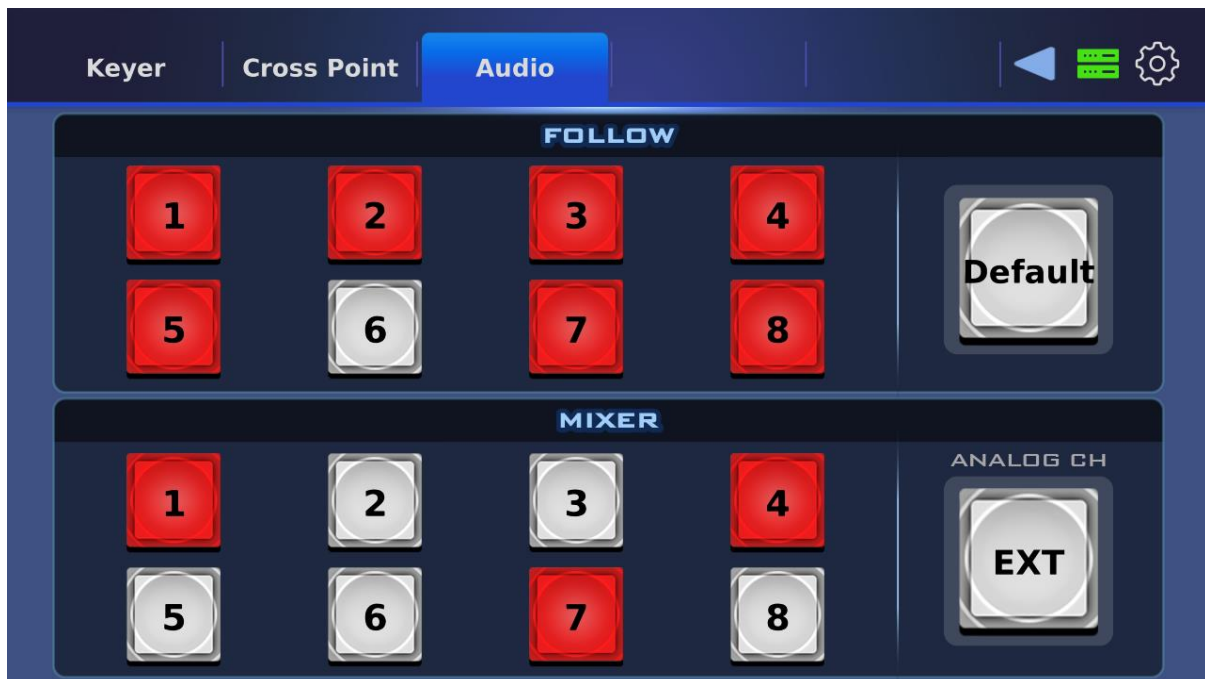 Keyer Cross Point Audio
FOLLOW
1 2 3 4
5 6 7 8
Default
MIXER
1 2 3 4
5 6 7 8
ANALOG CH
EXT